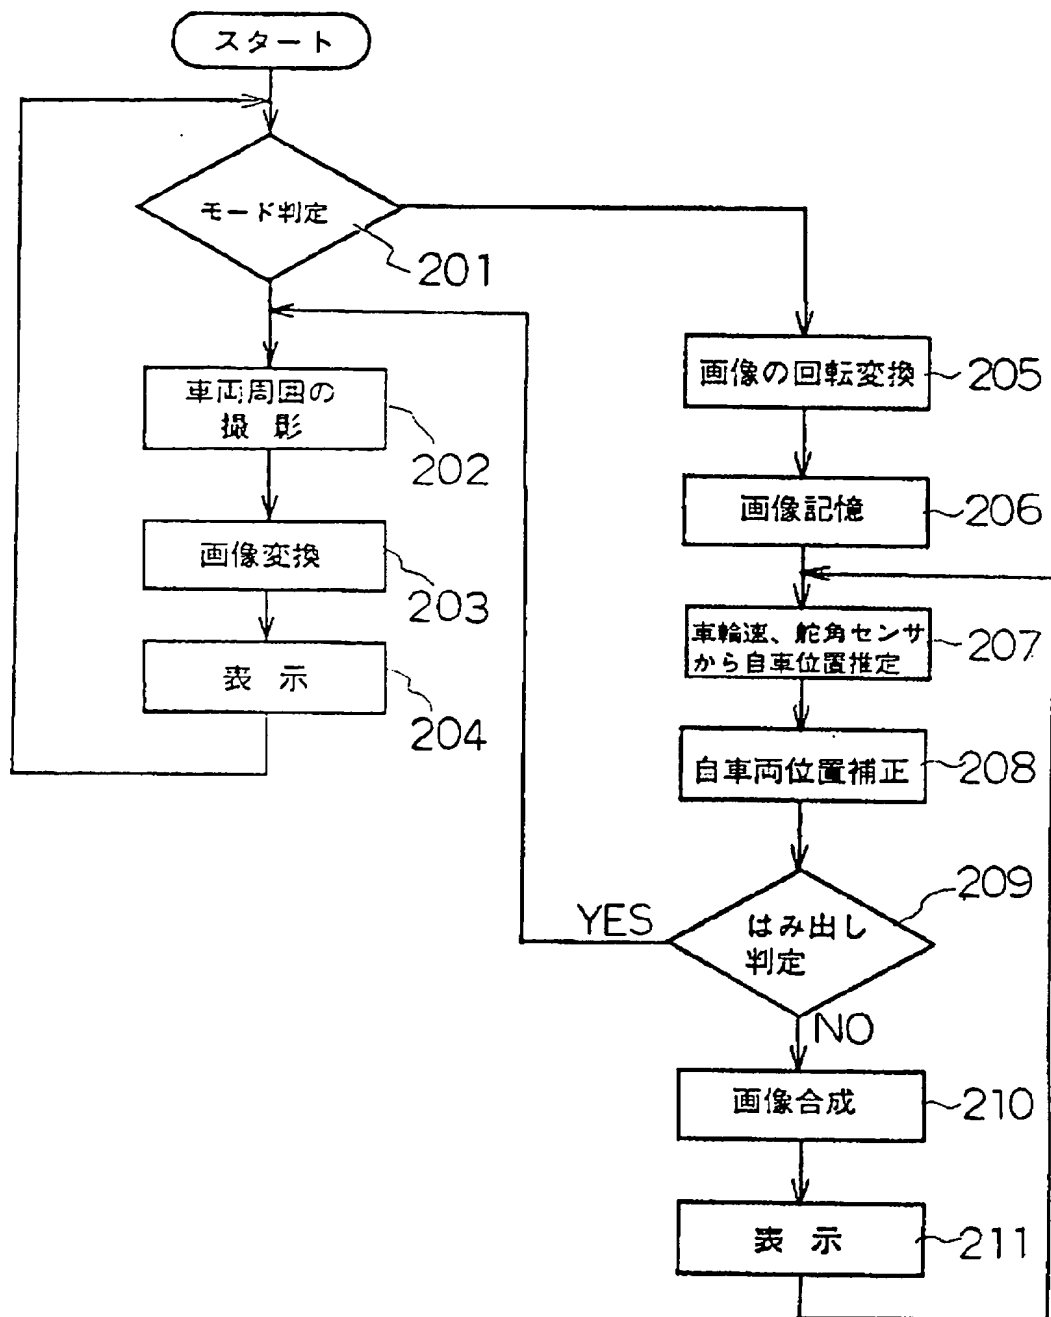 スタート
モード判定
201
車両周囲の
撮影
202
画像変換
203
表示
204
画像の回転変換
205
画像記憶
206
車輪速、舵角センサ
から自車位置推定
207
自車両位置補正
208
209
はみ出し
判定
YES
NO
画像合成
210
表示
211